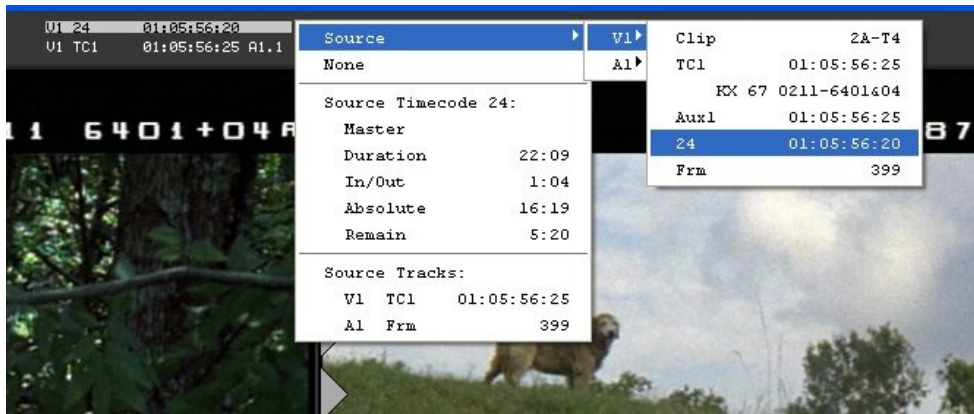 V1 24 01:05:56:20
V1 TC1 01:05:56:25 A1.1
11 6401+04A
Source
None
Source Timecode 24:
Master
Duration 22:09
In/Out 1:04
Absolute 16:19
Remain 5:20
Source Tracks:
V1 TC1 01:05:56:25
A1 Frm 399
V1
A1
Clip 2A-T4
TC1 01:05:56:25
KX 67 0211-6401&04
Aux1 01:05:56:25
24 01:05:56:20
Frm 399
87